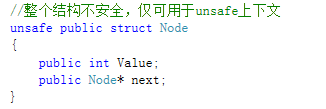 //整个结构不安全，仅可用于unsafe上下文
unsafe public struct Node
{
public int Value;
public Node* next;
}